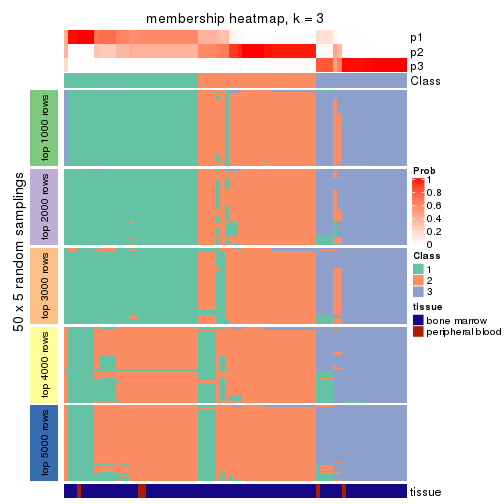 membership heatmap, k = 3
p1
p2
p3
Class
50 x 5 random samplings
top 1000 rows
top 2000 rows
top 3000 rows
top 4000 rows
top 5000 rows
Prob
1
0.8
0.6
0.4
0.2
0
Class
1
2
3
tissue
bone marrow
peripheral blood
tissue